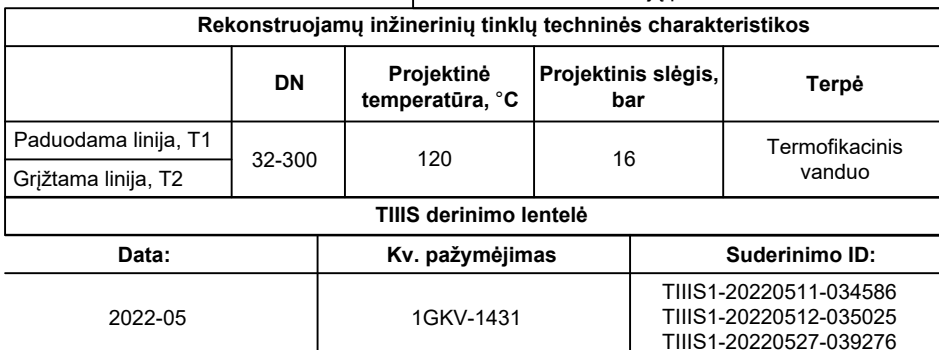 Rekonstruojamų inžinerinių tinklų techninės charakteristikos
DN
Projektinė
temperatūra, °C
Projektinis slėgis,
bar
Terpė
Paduodama linija, T1
Grįžtama linija, T2
32-300
120
16
Termofikacinis
vanduo
TIIIS derinimo lentelė
Data:
Kv. pažymėjimas
Suderinimo ID:
2022-05
1GKV-1431
TIIIS1-20220511-034586
TIIIS1-20220512-035025
TIIIS1-20220527-039276